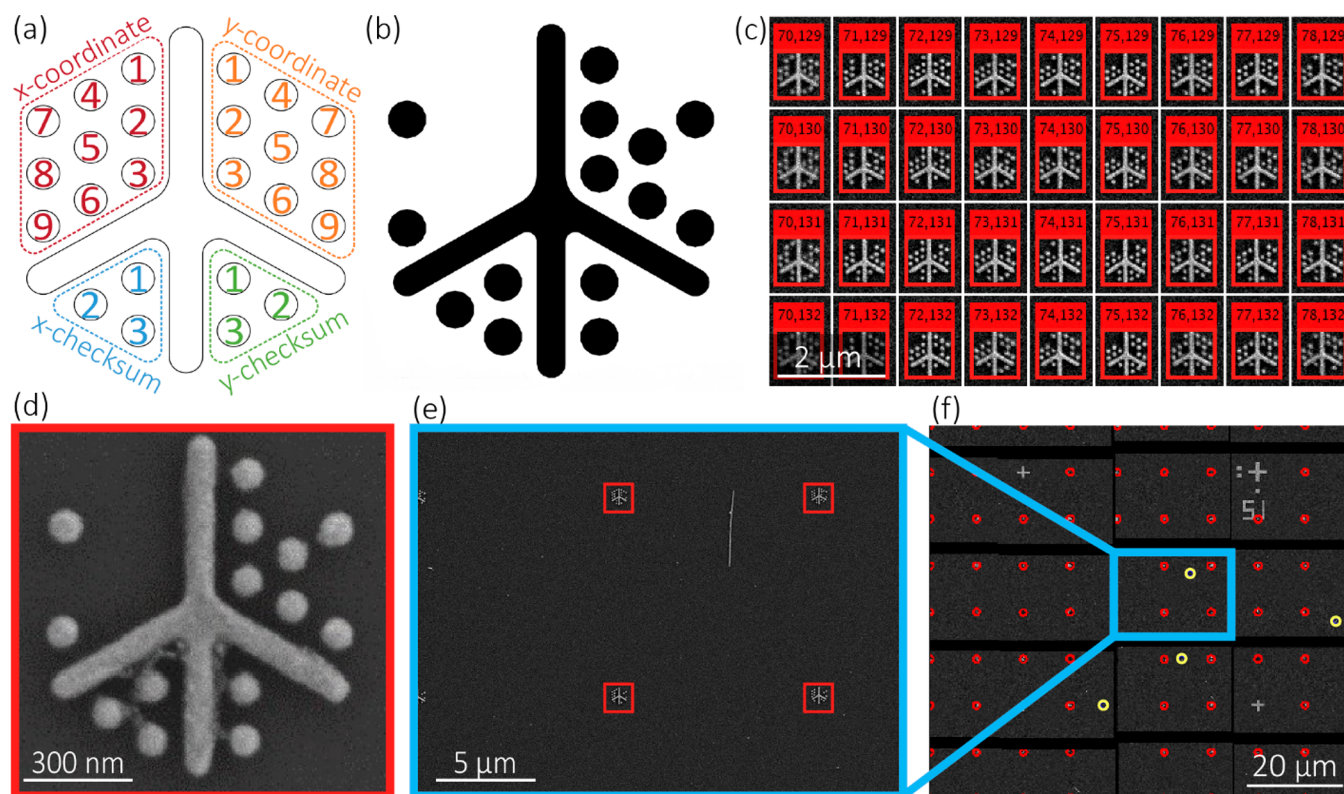 (a)
x-coordinate
y-coordinate
1
4
7
2
5
8
3
6
9
1
4
7
2
5
8
3
6
9
1
2
3
x-checksum
1
2
3
y-checksum
(b)
(c)
70,129 71,129 72,129 73,129 74,129 75,129 76,129 77,129 78,129
70,130 71,130 72,130 73,130 74,130 75,130 76,130 77,130 78,130
70,131 71,131 72,131 73,131 74,131 75,131 76,131 77,131 78,131
70,132 71,132 72,132 73,132 74,132 75,132 76,132 77,132 78,132
2 µm
(d)
300 nm
(e)
5 µm
(f)
20 µm